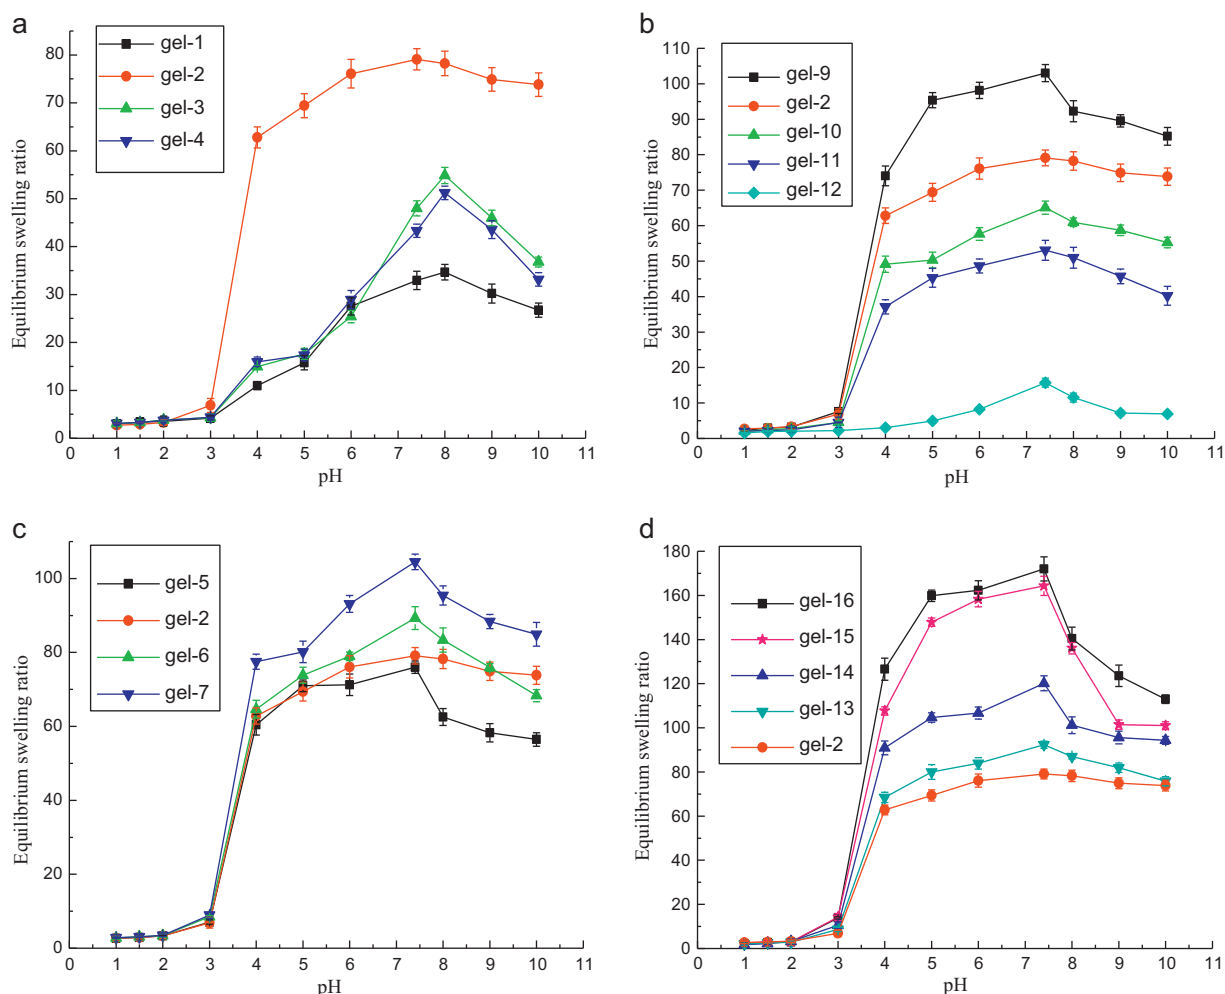 a
gel-1
gel-2
gel-3
gel-4
80
70
60
50
40
30
20
10
0
Equilibrium swelling ratio
0 1 2 3 4 5 6 7 8 9 10 11
pH
b
gel-9
gel-2
gel-10
gel-11
gel-12
110
100
90
80
70
60
50
40
30
20
10
0
Equilibrium swelling ratio
0 1 2 3 4 5 6 7 8 9 10 11
pH
c
gel-5
gel-2
gel-6
gel-7
100
80
60
40
20
0
Equilibrium swelling ratio
0 1 2 3 4 5 6 7 8 9 10 11
pH
d
gel-16
gel-15
gel-14
gel-13
gel-2
180
160
140
120
100
80
60
40
20
0
Equilibrium swelling ratio
0 1 2 3 4 5 6 7 8 9 10 11
pH